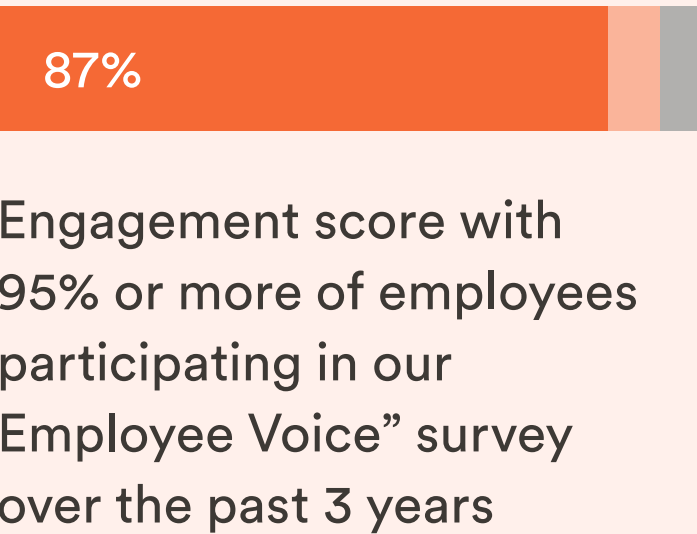 87%
Engagement score with
95% or more of employees
participating in our
Employee Voice” survey
over the past 3 years